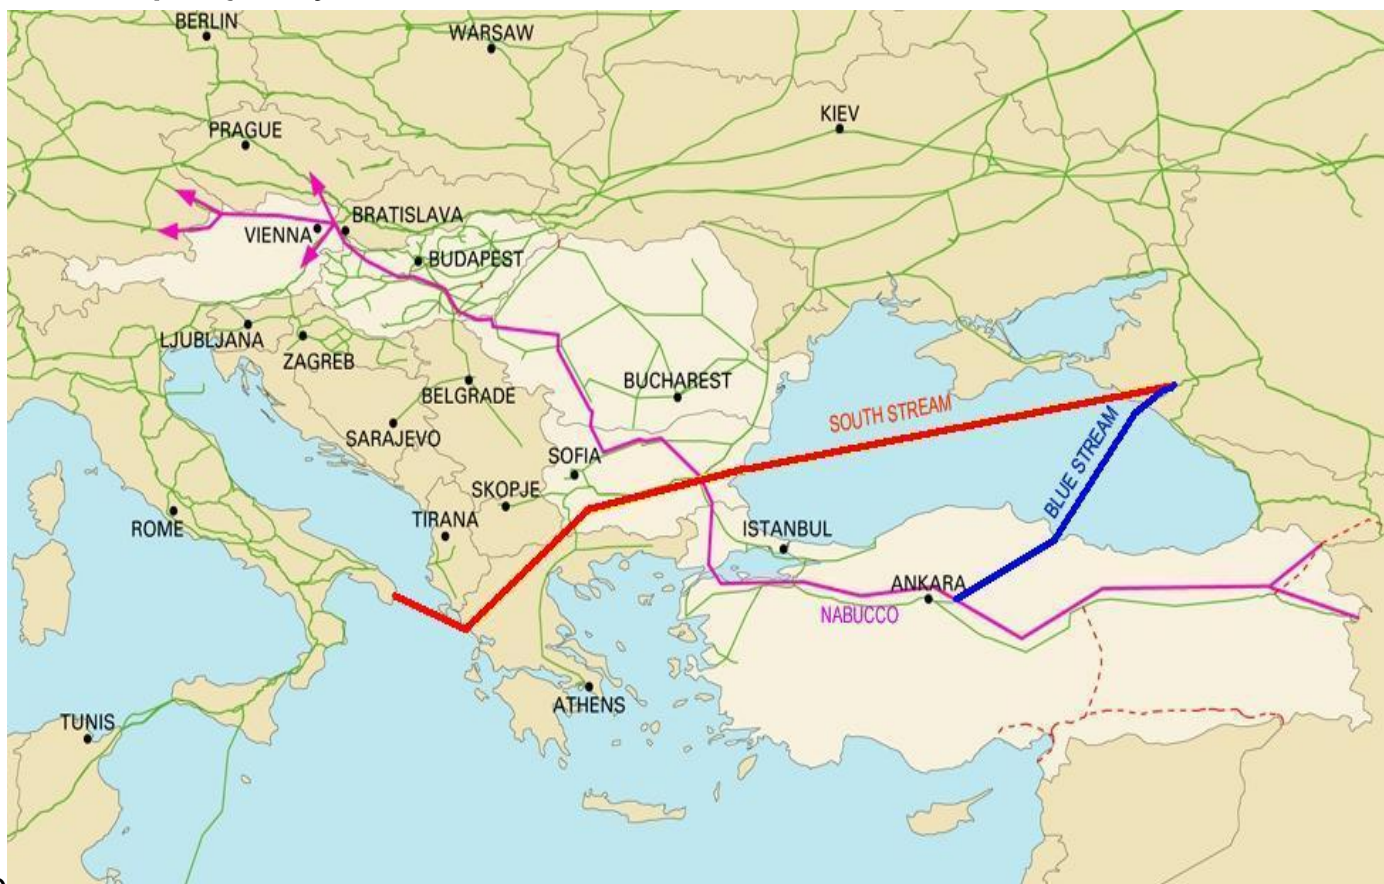 BERLIN
WARSAW
KIEV
PRAGUE
BRATISLAVA
VIENNA
BUDAPEST
LJUBLJANA
ZAGREB
BUCHAREST
BELGRADE
SOUTH STREAM
SARAJEVO
BLUE STREAM
SOFIA
SKOPJE
TIRANA
ROME
ISTANBUL
ANKARA
NABUCCO
ATHENS
TUNIS